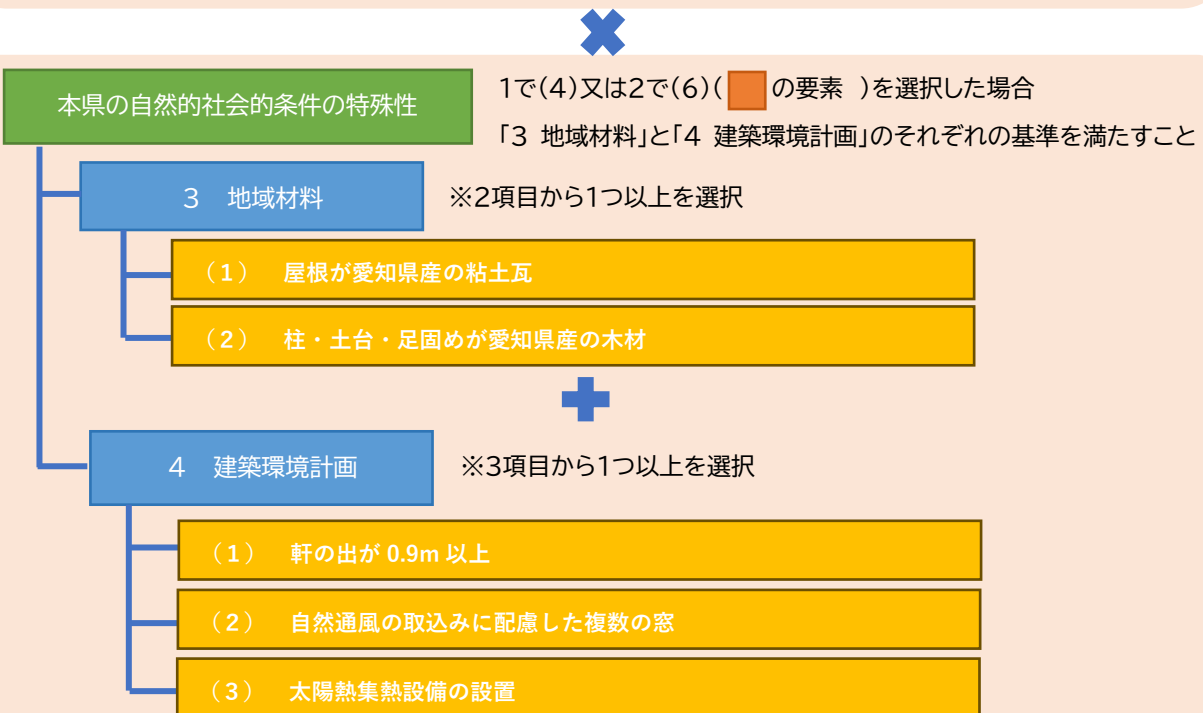 本県の自然的社会的条件の特殊性
1で(4)又は2で(6)( の要素 )を選択した場合
「3 地域材料」と「4 建築環境計画」のそれぞれの基準を満たすこと
3 地域材料
※2項目から1つ以上を選択
(1) 屋根が愛知県産の粘土瓦
(2) 柱・土台・足固めが愛知県産の木材
4 建築環境計画
※3項目から1つ以上を選択
(1) 軒の出が 0.9m 以上
(2) 自然通風の取込みに配慮した複数の窓
(3) 太陽熱集熱設備の設置